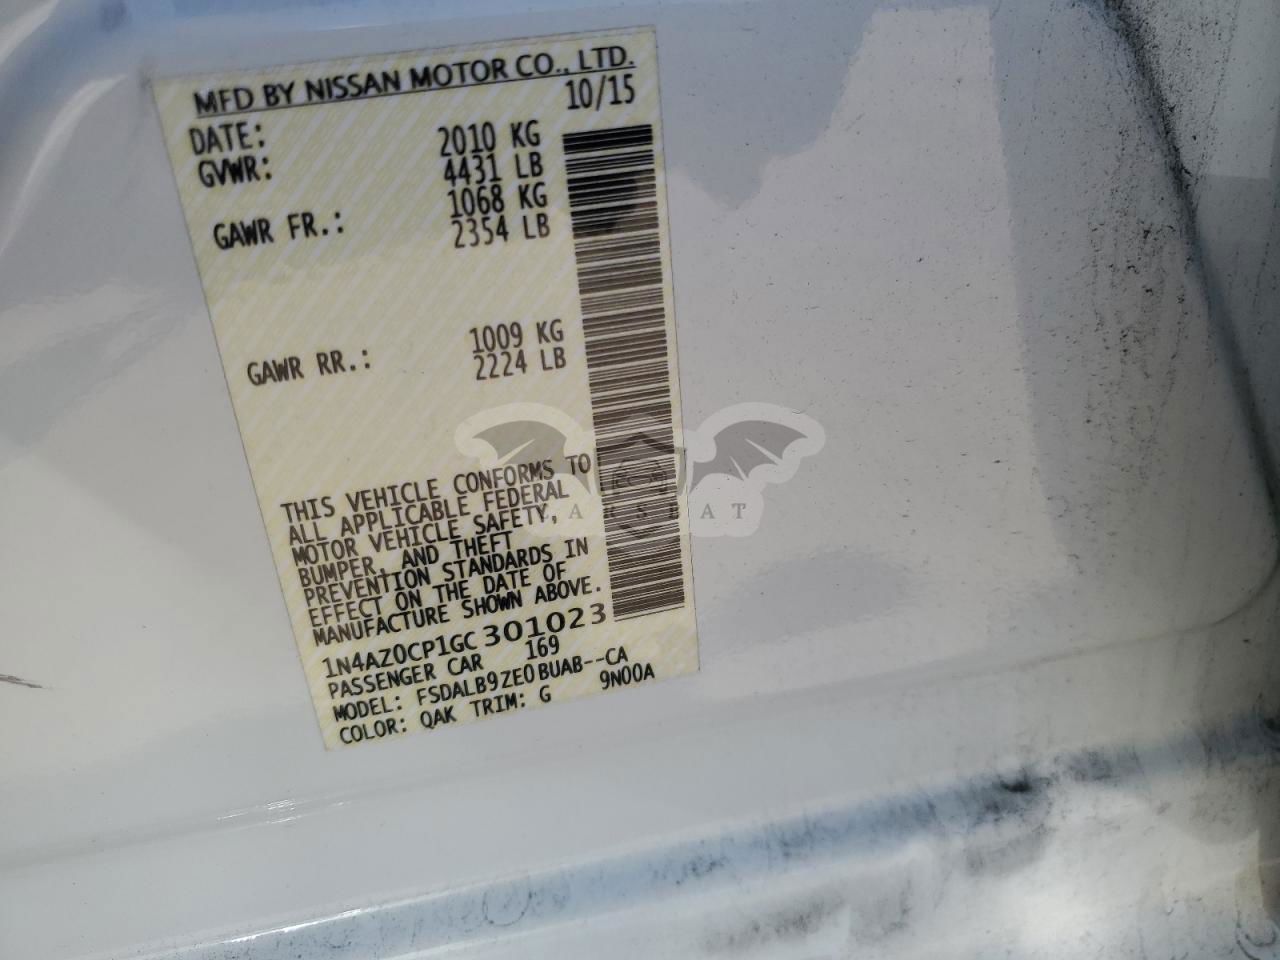 MFD BY NISSAN MOTOR CO., LTD.
DATE: 10/15
GVWR: 2010 KG
4431 LB
GAWR FR.: 1068 KG
2354 LB
GAWR RR.: 1009 KG
2224 LB
THIS VEHICLE CONFORMS TO
ALL APPLICABLE FEDERAL
MOTOR VEHICLE SAFETY,
BUMPER, AND THEFT
PREVENTION STANDARDS IN
EFFECT ON THE DATE OF
MANUFACTURE SHOWN ABOVE.
1N4AZ0CP1GC301023
PASSENGER CAR 169
MODEL: FSDALB9ZE0BUAB--CA
COLOR: QAK TRIM: G 9N00A
CARSBAT